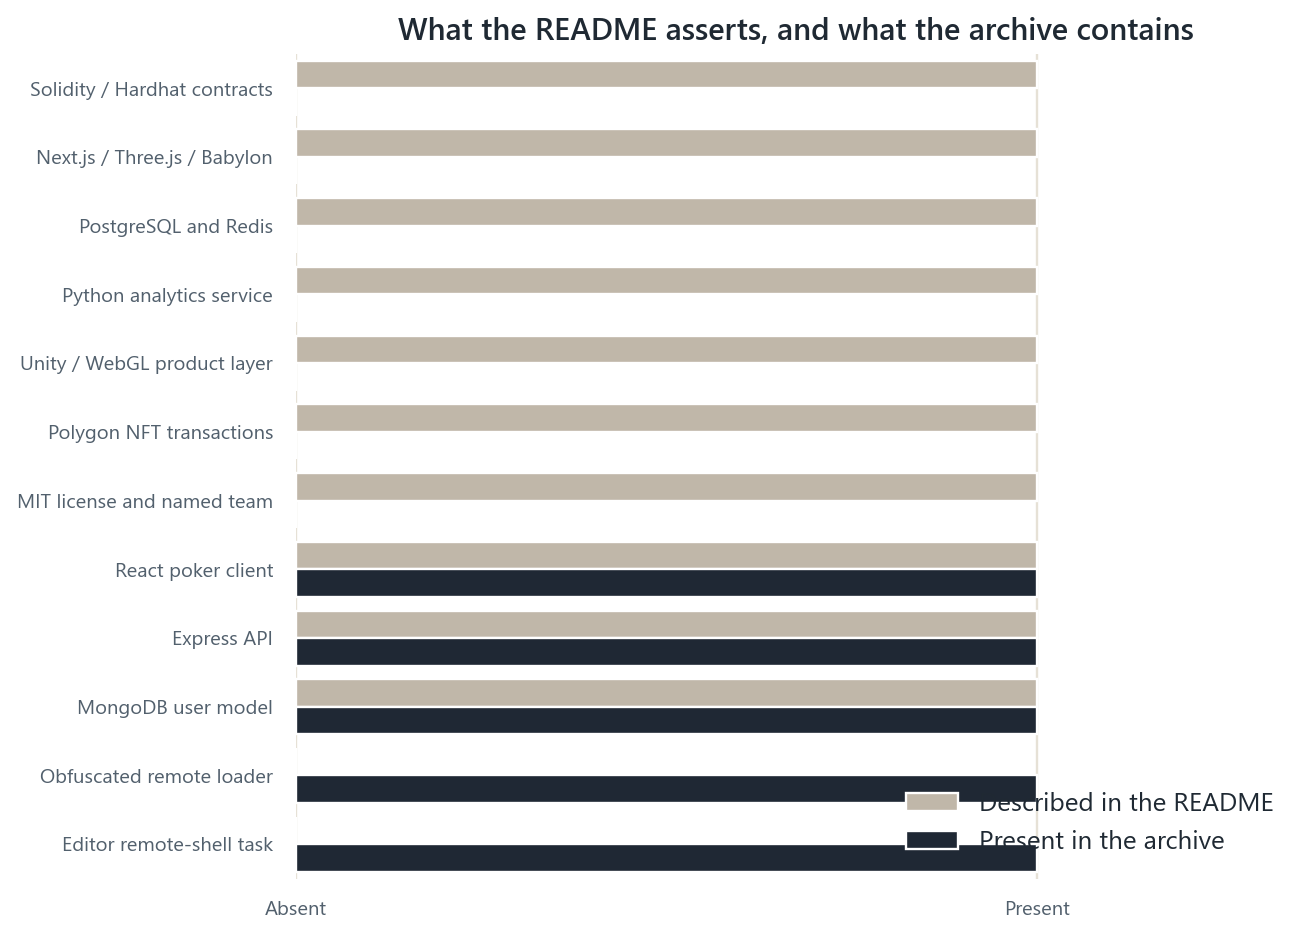 What the README asserts, and what the archive contains
Solidity / Hardhat contracts
Next.js / Three.js / Babylon
PostgreSQL and Redis
Python analytics service
Unity / WebGL product layer
Polygon NFT transactions
MIT license and named team
React poker client
Express API
MongoDB user model
Obfuscated remote loader
Described in the README
Present in the archive
Editor remote-shell task
Absent
Present